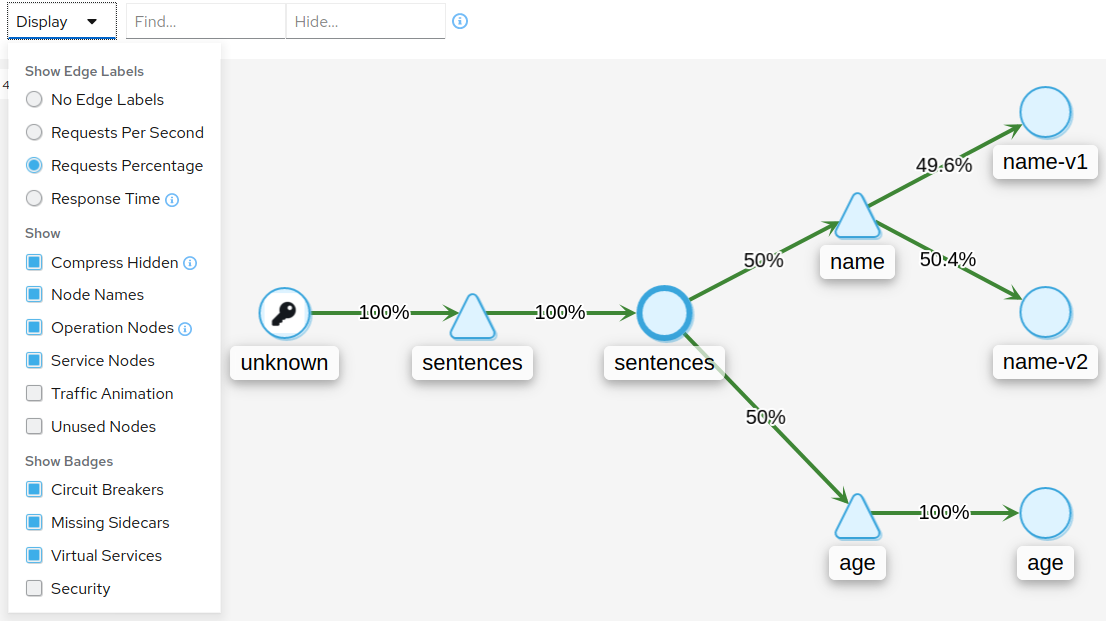 Display
Find...
Hide...
4
Show Edge Labels
No Edge Labels
Requests Per Second
Requests Percentage
Response Time
Show
Compress Hidden
Node Names
Operation Nodes
Service Nodes
Traffic Animation
Unused Nodes
Show Badges
Circuit Breakers
Missing Sidecars
Virtual Services
Security
unknown
100%
sentences
100%
sentences
50%
name
49.6%
name-v1
50.4%
name-v2
50%
age
100%
age